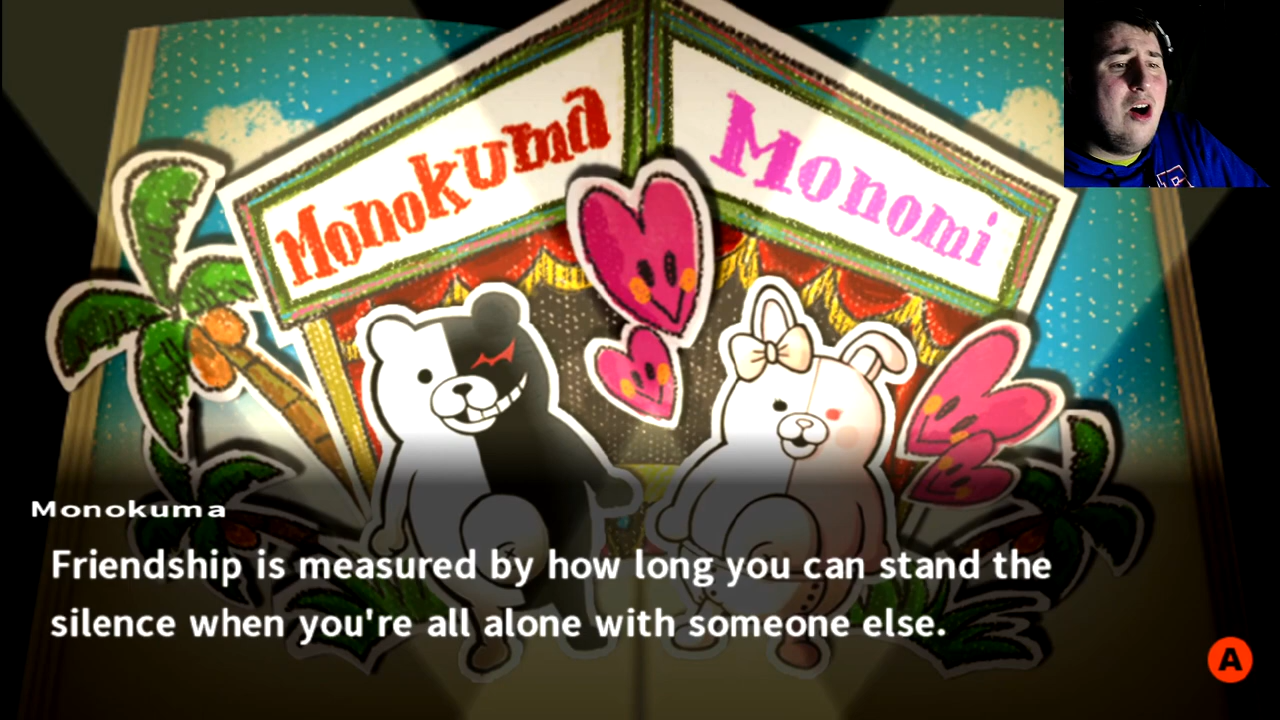 Monokuma
Monomi
Monokuma
Friendship is measured by how long you can stand the
silence when you're all alone with someone else.
A